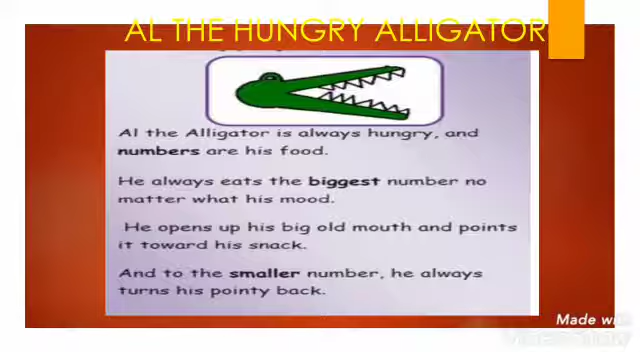 AL THE HUNGRY ALLIGATOR
Al the Alligator is always hungry, and
numbers are his food.
He always eats the biggest number no
matter what his mood.
He opens up his big old mouth and points
it toward his snack.
And to the smaller number, he always
turns his pointy back.
Made with